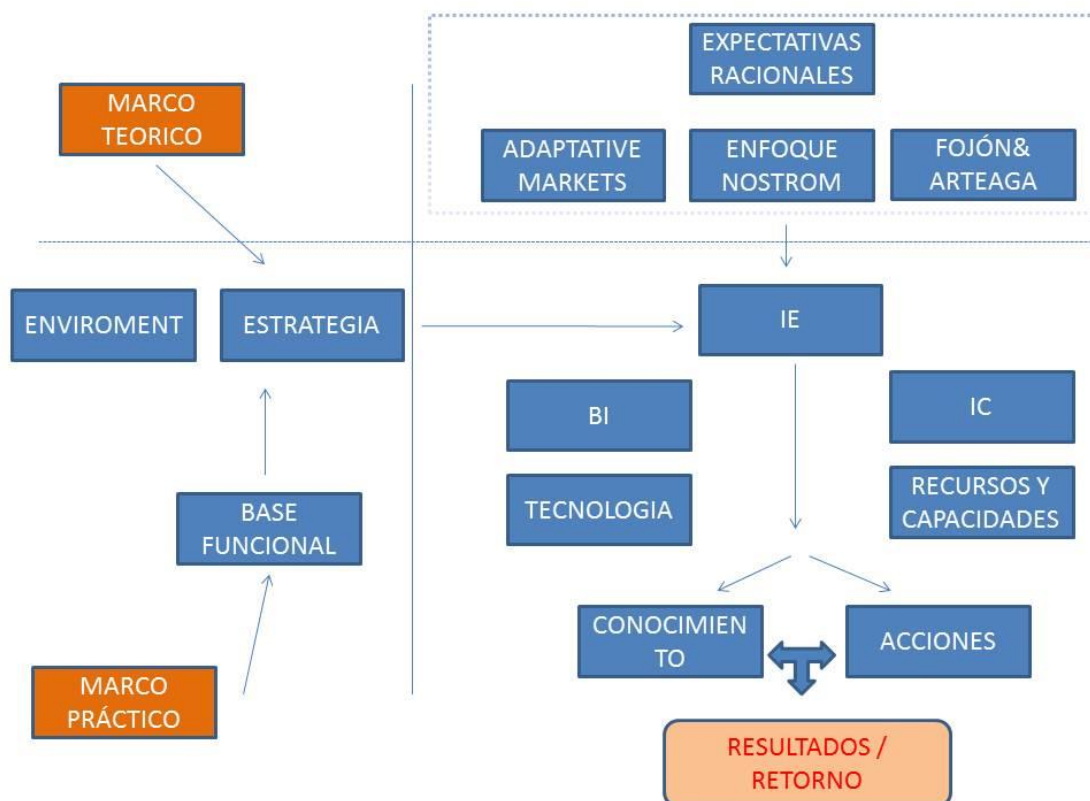 EXPECTATIVAS
RACIONALES
MARCO
TEORICO
ADAPTATIVE
MARKETS
ENFOQUE
NOSTROM
FOJÓN&
ARTEAGA
ENVIROMENT
ESTRATEGIA
IE
BI
IC
TECNOLOGIA
RECURSOS Y
CAPACIDADES
BASE
FUNCIONAL
CONOCIMIEN
TO
ACCIONES
MARCO
PRÁCTICO
RESULTADOS /
RETORNO